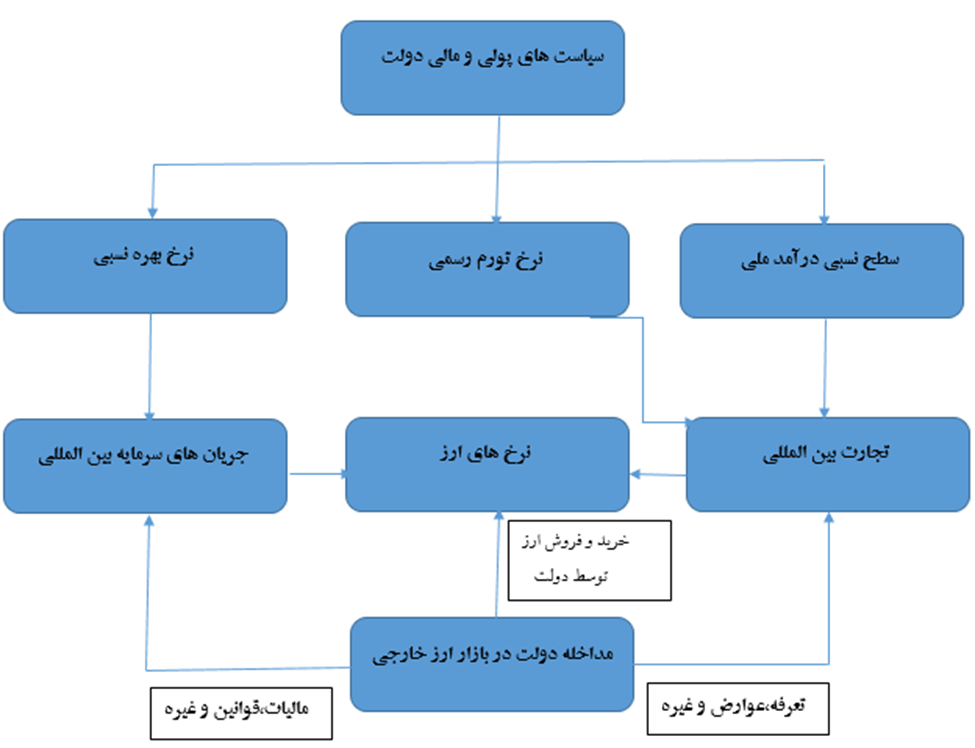 سیاست های پولی و مالی دولت
سطح نسبی درآمد ملی
نرخ تورم رسمی
نرخ بهره نسبی
تجارت بین المللی
نرخ های ارز
جریان های سرمایه بین المللی
خرید و فروش ارز
توسط دولت
مداخله دولت در بازار ارز خارجی
تعرفه،عوارض و غیره
مالیات،قوانین و غیره